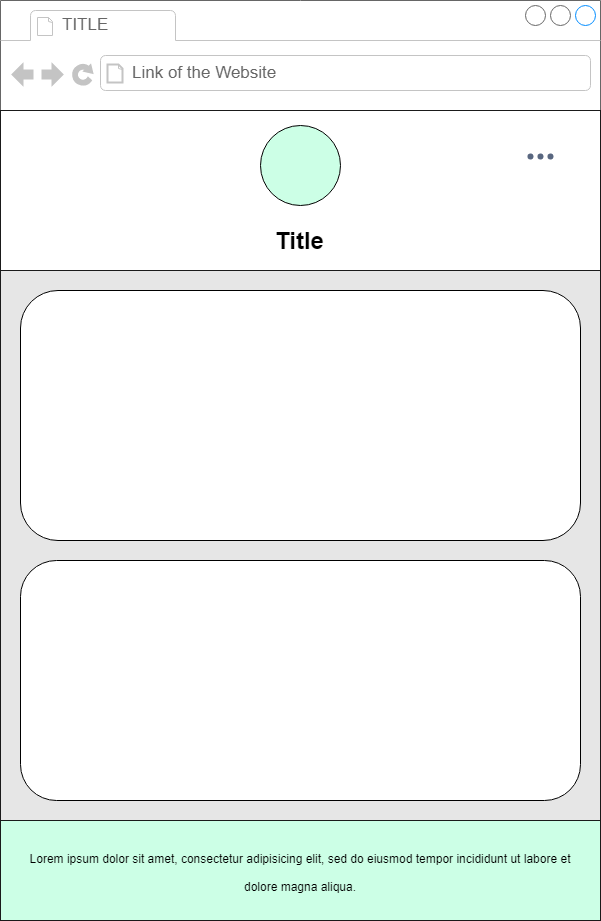 TITLE
Link of the Website
Title
Lorem ipsum dolor sit amet, consectetur adipisicing elit, sed do eiusmod tempor incididunt ut labore et
dolore magna aliqua.